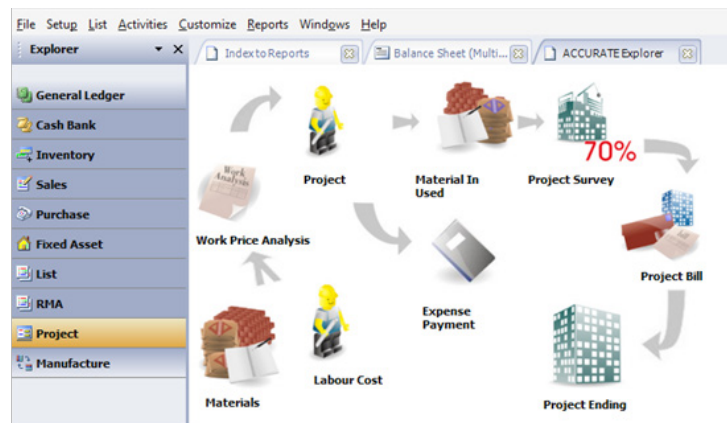 File Setup List Activities Customize Reports Windows Help
Explorer
Index to Reports
Balance Sheet (Multi...
ACCURATE Explorer
General Ledger
Cash Bank
Inventory
Sales
Purchase
Fixed Asset
List
RMA
Project
Manufacture
Work Analysis
Project
Material In
Used
70%
Project Survey
Work Price Analysis
Project Bill
Expense
Payment
Labour Cost
Materials
Project Ending